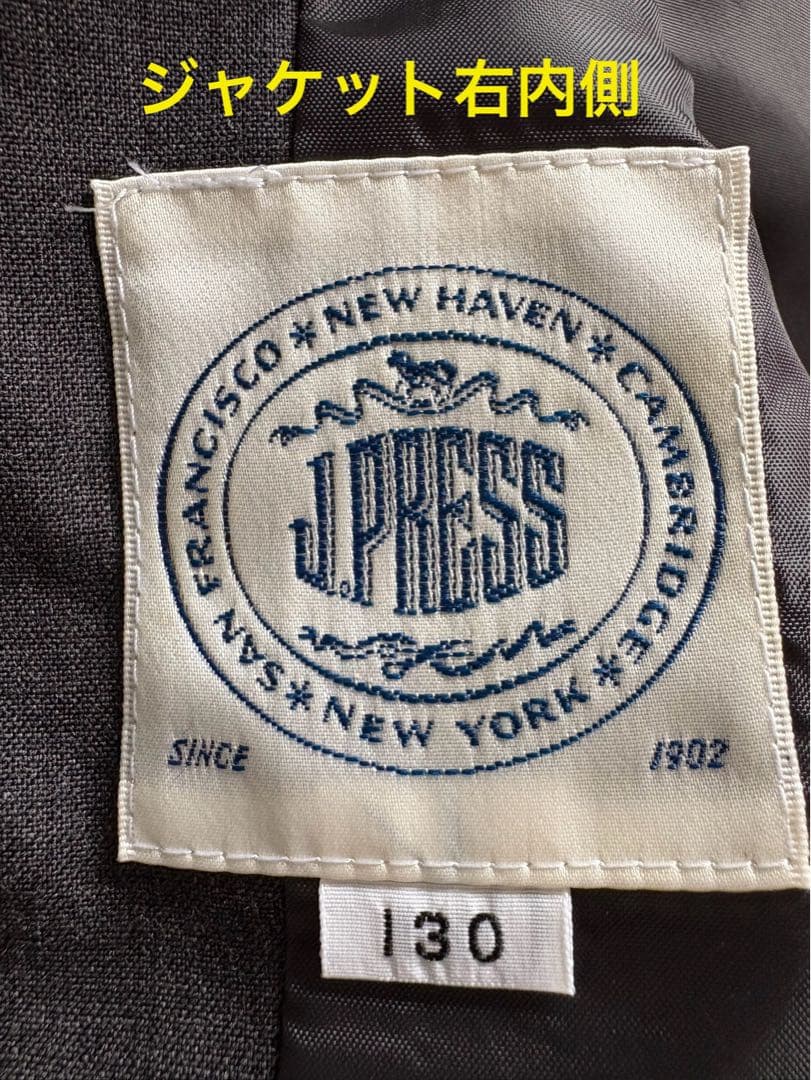 ジャケット右内側
SAN FRANCISCO * NEW HAVEN * CAMBRIDGE * NEW YORK *
J.PRESS
SINCE 1902
130